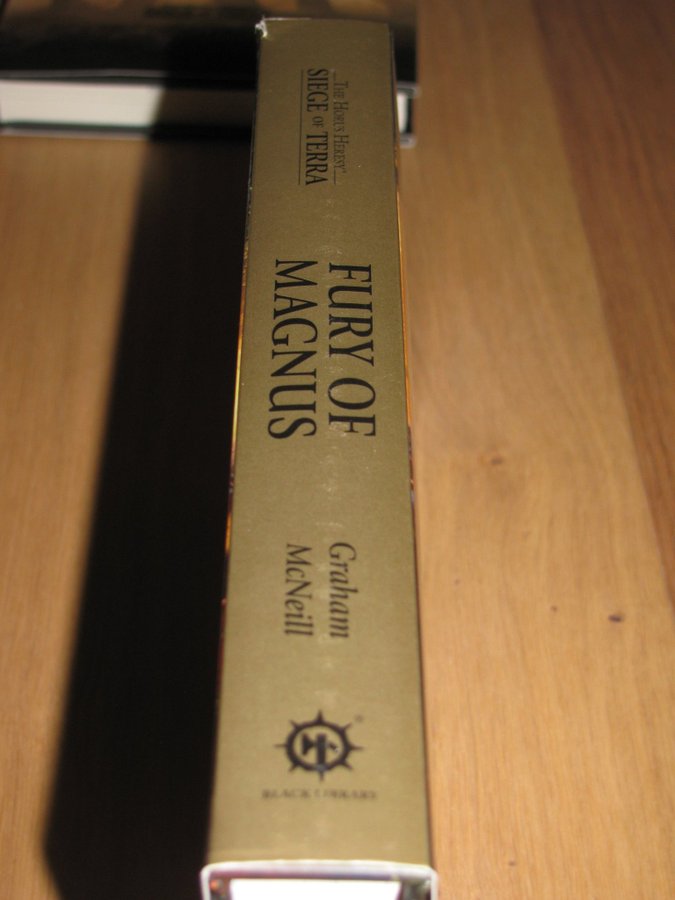 THE HORUS HERESY®
SIEGE OF TERRA
FURY OF
MAGNUS
Graham
McNeill
®
BLACK LIBRARY